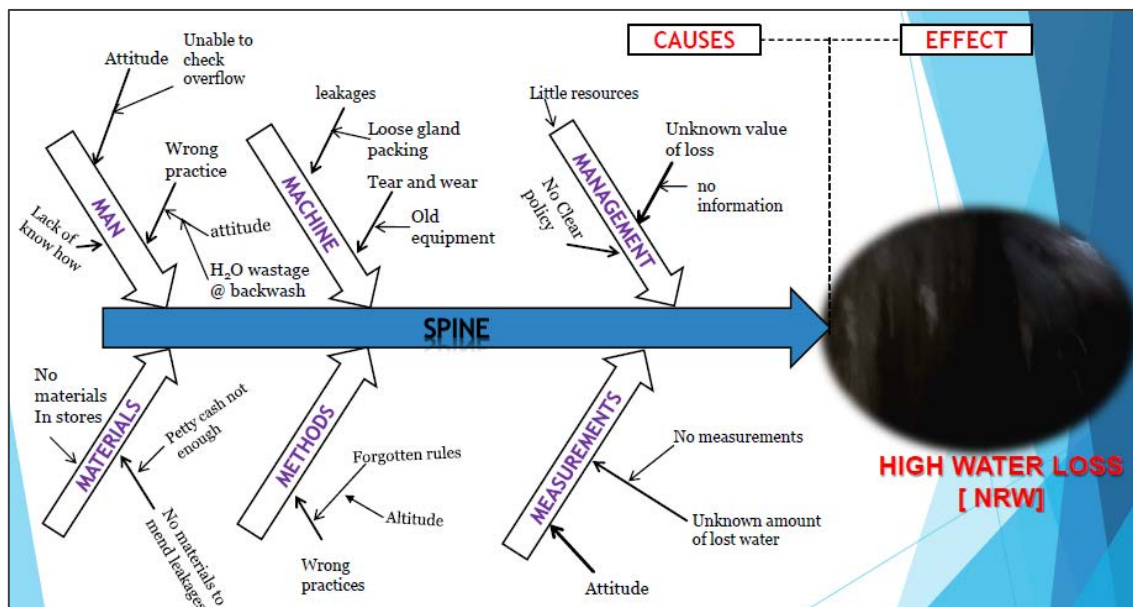 CAUSES
EFFECT
Attitude
Unable to
check
overflow
Wrong
practice
attitude
H₂O wastage
@ backwash
Lack of
know how
MAN
leakages
Loose gland
packing
Tear and wear
Old
equipment
MACHINE
Little resources
Unknown value
of loss
no
information
No Clear
policy
MANAGEMENT
SPINE
No
materials
In stores
Petty cash not
enough
No materials to
mend leakages
MATERIALS
Forgotten rules
Altitude
Wrong
practices
METHODS
No measurements
Unknown amount
of lost water
Attitude
MEASUREMENTS
HIGH WATER LOSS
[ NRW]